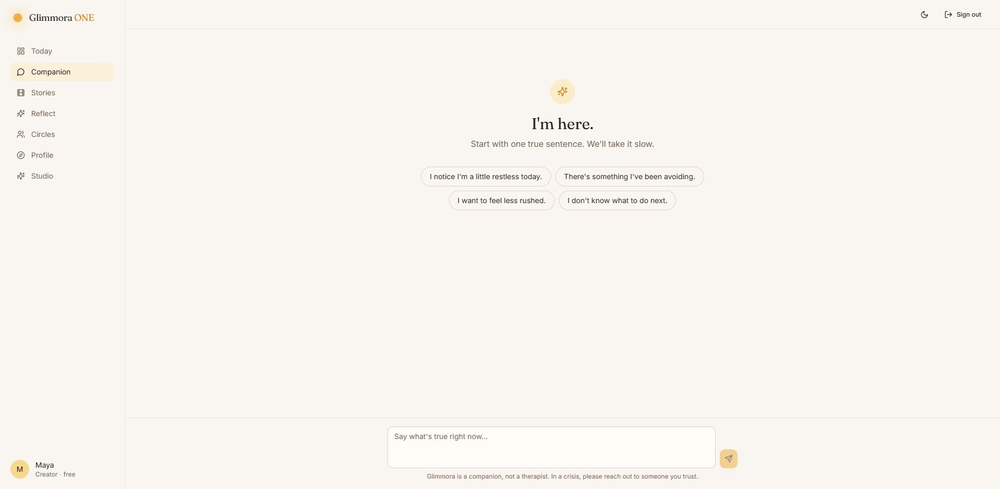 Glimmora ONE
Sign out
Today
Companion
Stories
Reflect
Circles
Profile
Studio
I'm here.
Start with one true sentence. We'll take it slow.
I notice I'm a little restless today.
There's something I've been avoiding.
I want to feel less rushed.
I don't know what to do next.
Say what's true right now...
Glimmora is a companion, not a therapist. In a crisis, please reach out to someone you trust.
M
Maya
Creator · free